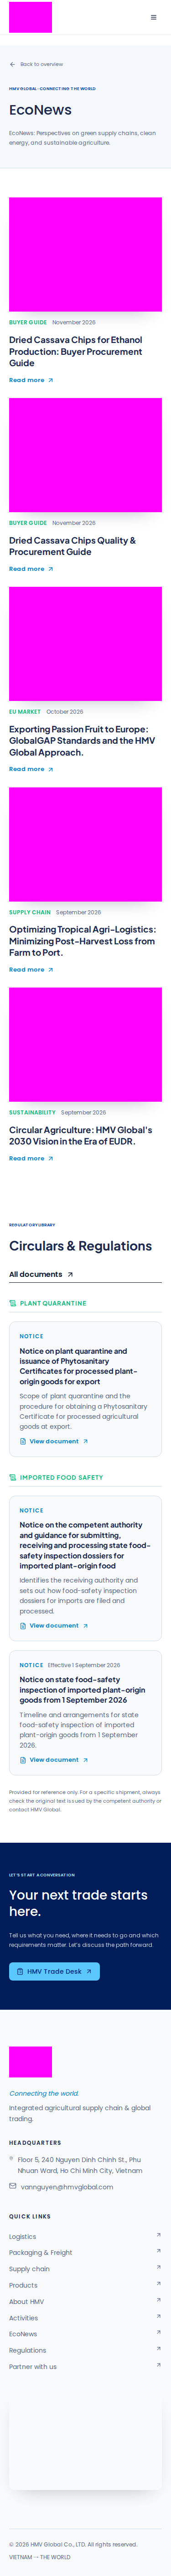 Back to overview
HMV GLOBAL · CONNECTING THE WORLD
EcoNews
EcoNews: Perspectives on green supply chains, clean
energy, and sustainable agriculture.
BUYER GUIDE November 2026
Dried Cassava Chips for Ethanol
Production: Buyer Procurement
Guide
Read more
BUYER GUIDE November 2026
Dried Cassava Chips Quality &
Procurement Guide
Read more
EU MARKET October 2026
Exporting Passion Fruit to Europe:
GlobalGAP Standards and the HMV
Global Approach.
Read more
SUPPLY CHAIN September 2026
Optimizing Tropical Agri-Logistics:
Minimizing Post-Harvest Loss from
Farm to Port.
Read more
SUSTAINABILITY September 2026
Circular Agriculture: HMV Global's
2030 Vision in the Era of EUDR.
Read more
REGULATORY LIBRARY
Circulars & Regulations
All documents
PLANT QUARANTINE
NOTICE
Notice on plant quarantine and
issuance of Phytosanitary
Certificates for processed plant-
origin goods for export
Scope of plant quarantine and the
procedure for obtaining a Phytosanitary
Certificate for processed agricultural
goods at export.
View document
IMPORTED FOOD SAFETY
NOTICE
Notice on the competent authority
and guidance for submitting,
receiving and processing state food-
safety inspection dossiers for
imported plant-origin food
Identifies the receiving authority and
sets out how food-safety inspection
dossiers for imports are filed and
processed.
View document
NOTICE Effective 1 September 2026
Notice on state food-safety
inspection of imported plant-origin
goods from 1 September 2026
Timeline and arrangements for state
food-safety inspection of imported
plant-origin goods from 1 September
2026.
View document
Provided for reference only. For a specific shipment, always
check the original text issued by the competent authority or
contact HMV Global.
LET'S START A CONVERSATION
Your next trade starts
here.
Tell us what you need, where it needs to go and which
requirements matter. Let's discuss the path forward.
HMV Trade Desk
Connecting the world.
Integrated agricultural supply chain & global
trading.
HEADQUARTERS
Floor 5, 240 Nguyen Dinh Chinh St., Phu
Nhuan Ward, Ho Chi Minh City, Vietnam
vannguyen@hmvglobal.com
QUICK LINKS
Logistics
Packaging & Freight
Supply chain
Products
About HMV
Activities
EcoNews
Regulations
Partner with us
© 2026 HMV Global Co., LTD. All rights reserved.
VIETNAM → THE WORLD